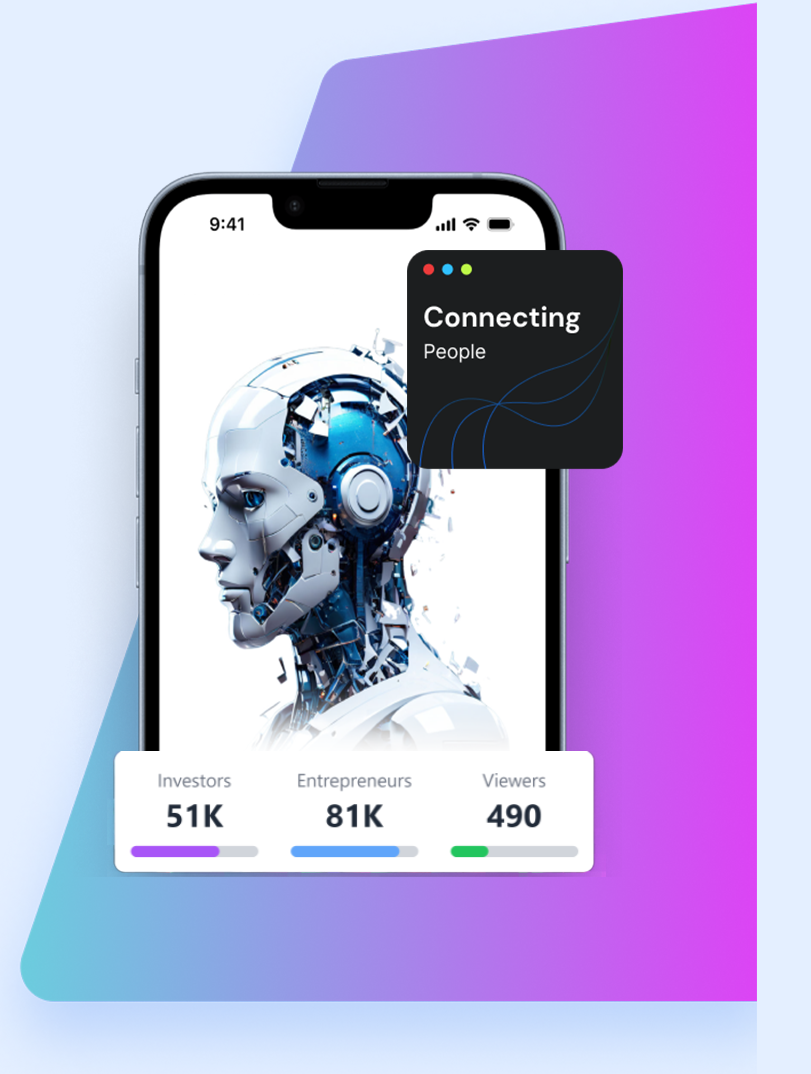 9:41
Connecting
People
Investors
51K
Entrepreneurs
81K
Viewers
490